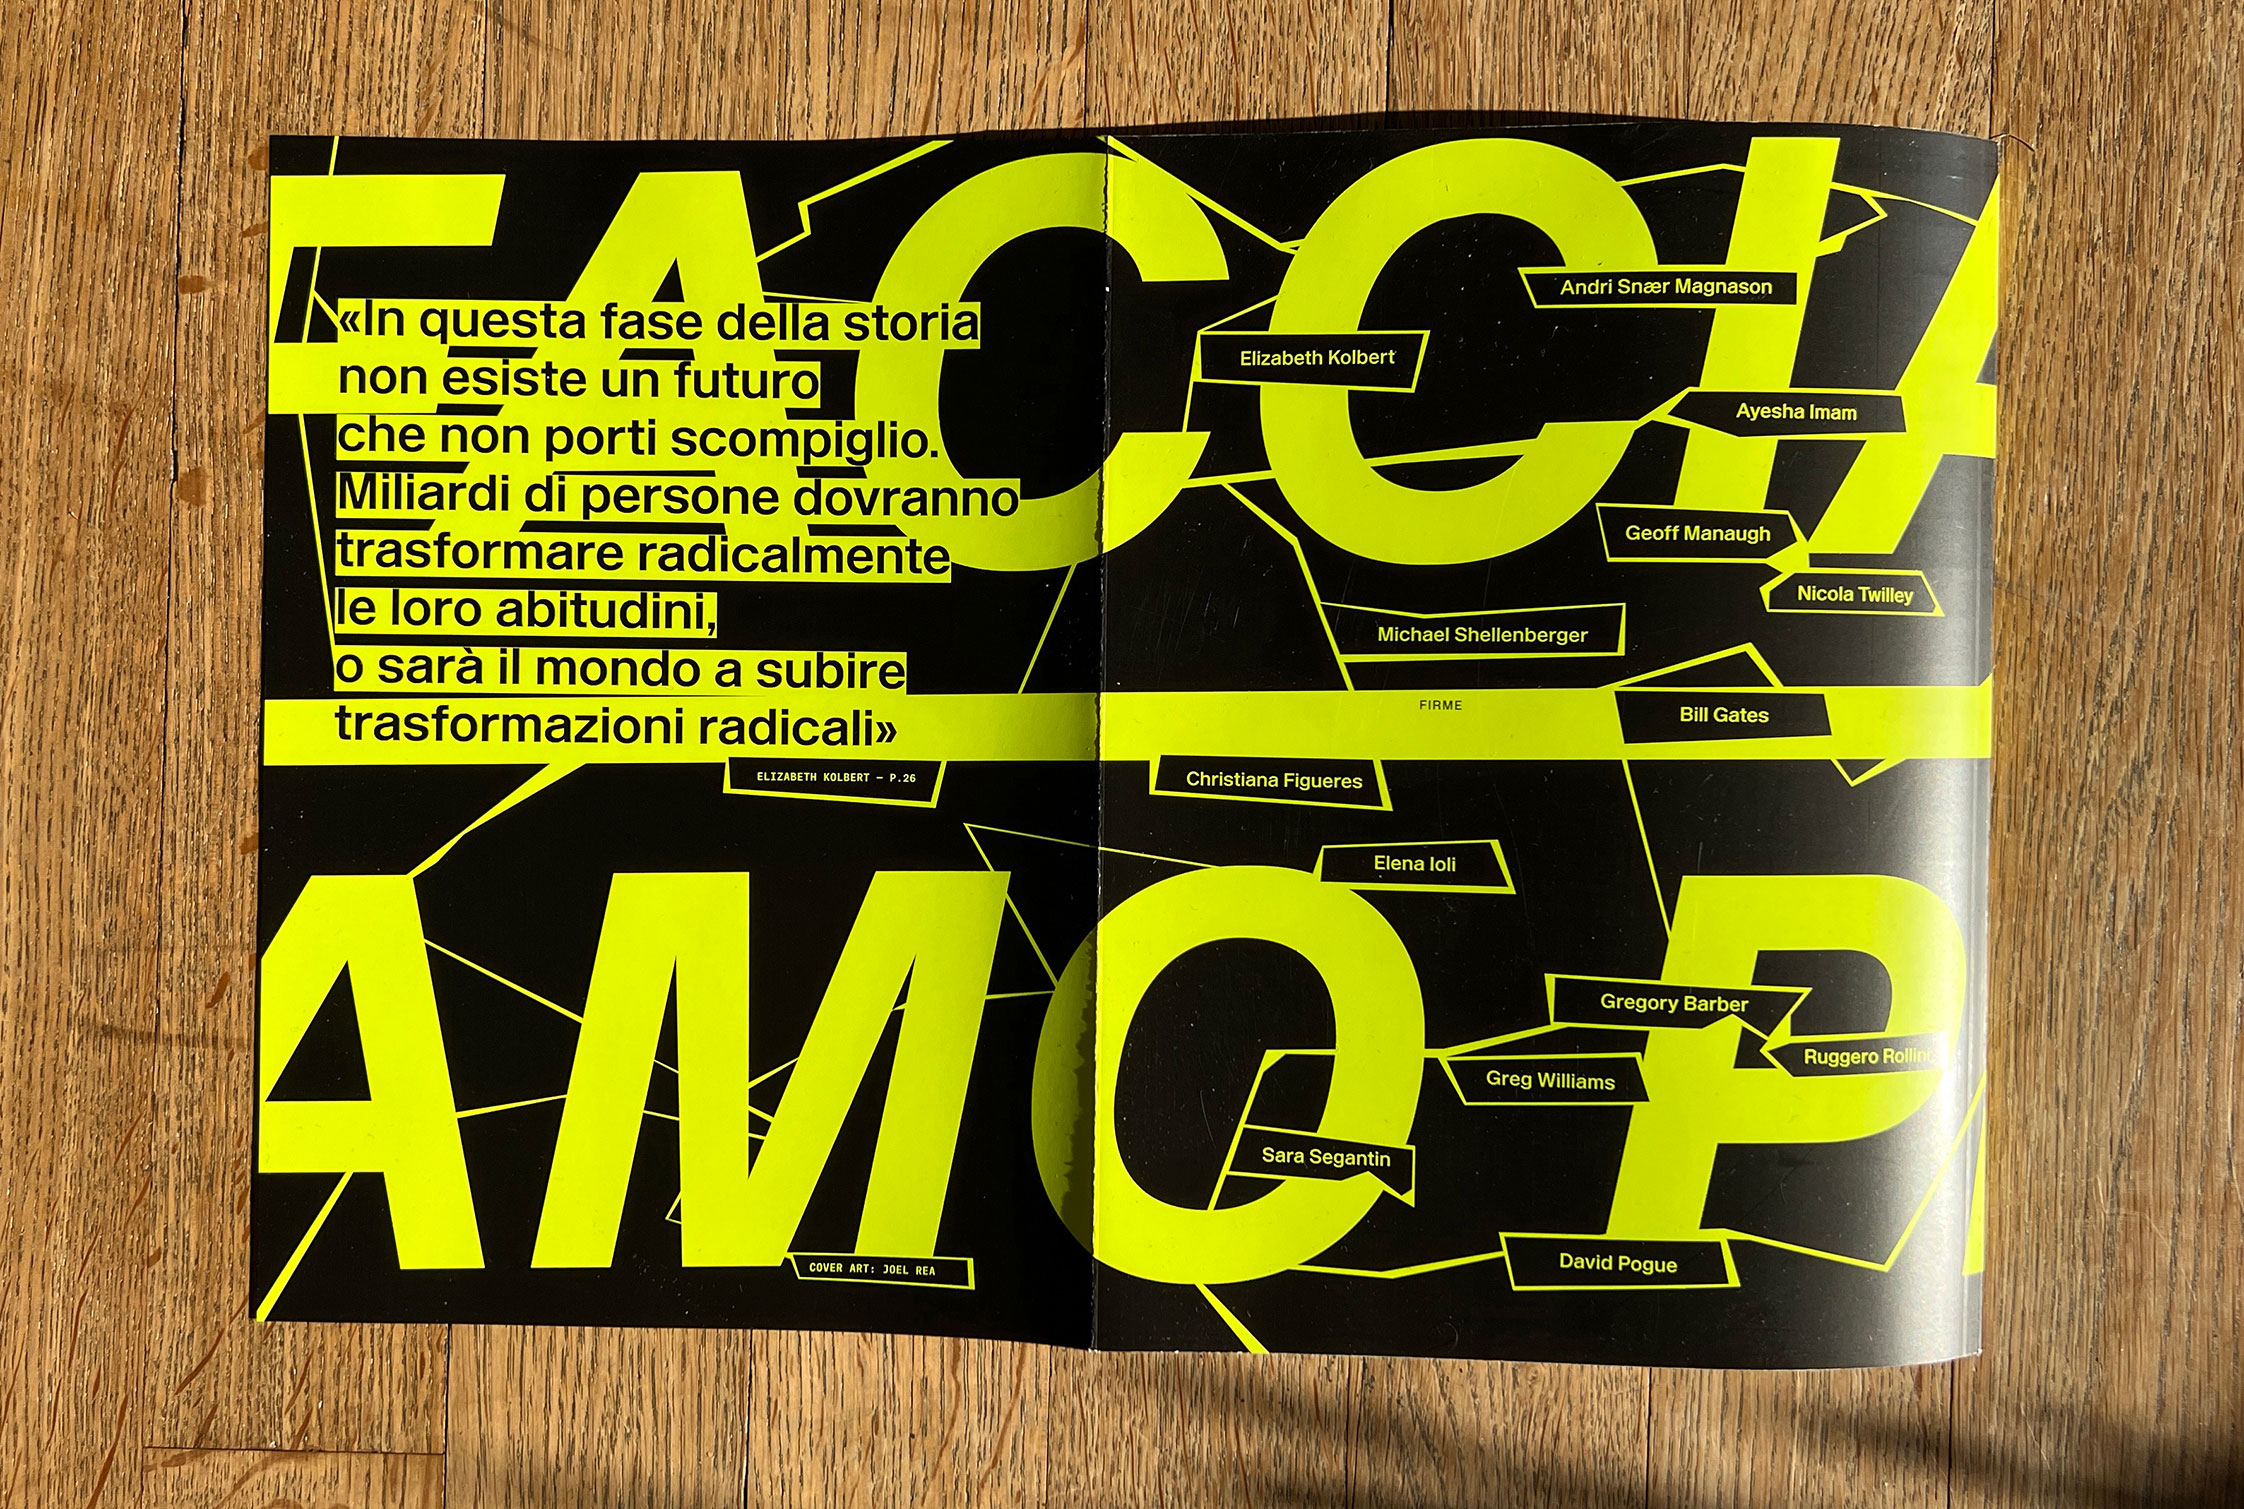 FACCIA
«In questa fase della storia
non esiste un futuro
che non porti scompiglio.
Miliardi di persone dovranno
trasformare radicalmente
le loro abitudini,
o sarà il mondo a subire
trasformazioni radicali»
ELIZABETH KOLBERT – P.26
AMO P
COVER ART: JOEL REA
Andri Snær Magnason
Elizabeth Kolbert
Ayesha Imam
Geoff Manaugh
Nicola Twilley
Michael Shellenberger
FIRME
Bill Gates
Christiana Figueres
Elena Ioli
Gregory Barber
Ruggero Rollini
Greg Williams
Sara Segantin
David Pogue